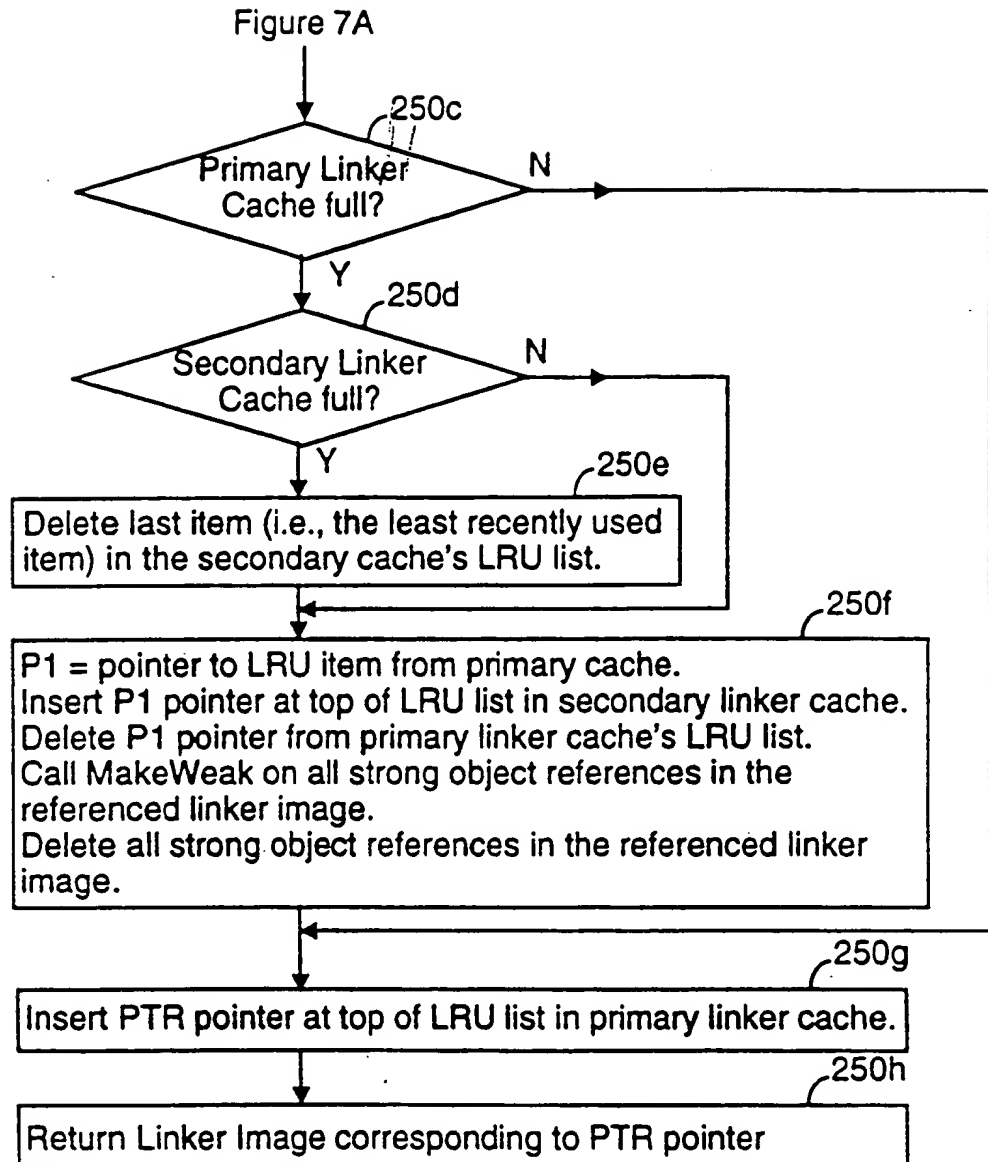 Figure 7A
250c
Primary Linker
Cache full?
N
Y
250d
Secondary Linker
Cache full?
N
Y
250e
Delete last item (i.e., the least recently used
item) in the secondary cache's LRU list.
250f
P1 = pointer to LRU item from primary cache.
Insert P1 pointer at top of LRU list in secondary linker cache.
Delete P1 pointer from primary linker cache's LRU list.
Call MakeWeak on all strong object references in the
referenced linker image.
Delete all strong object references in the referenced linker
image.
250g
Insert PTR pointer at top of LRU list in primary linker cache.
250h
Return Linker Image corresponding to PTR pointer